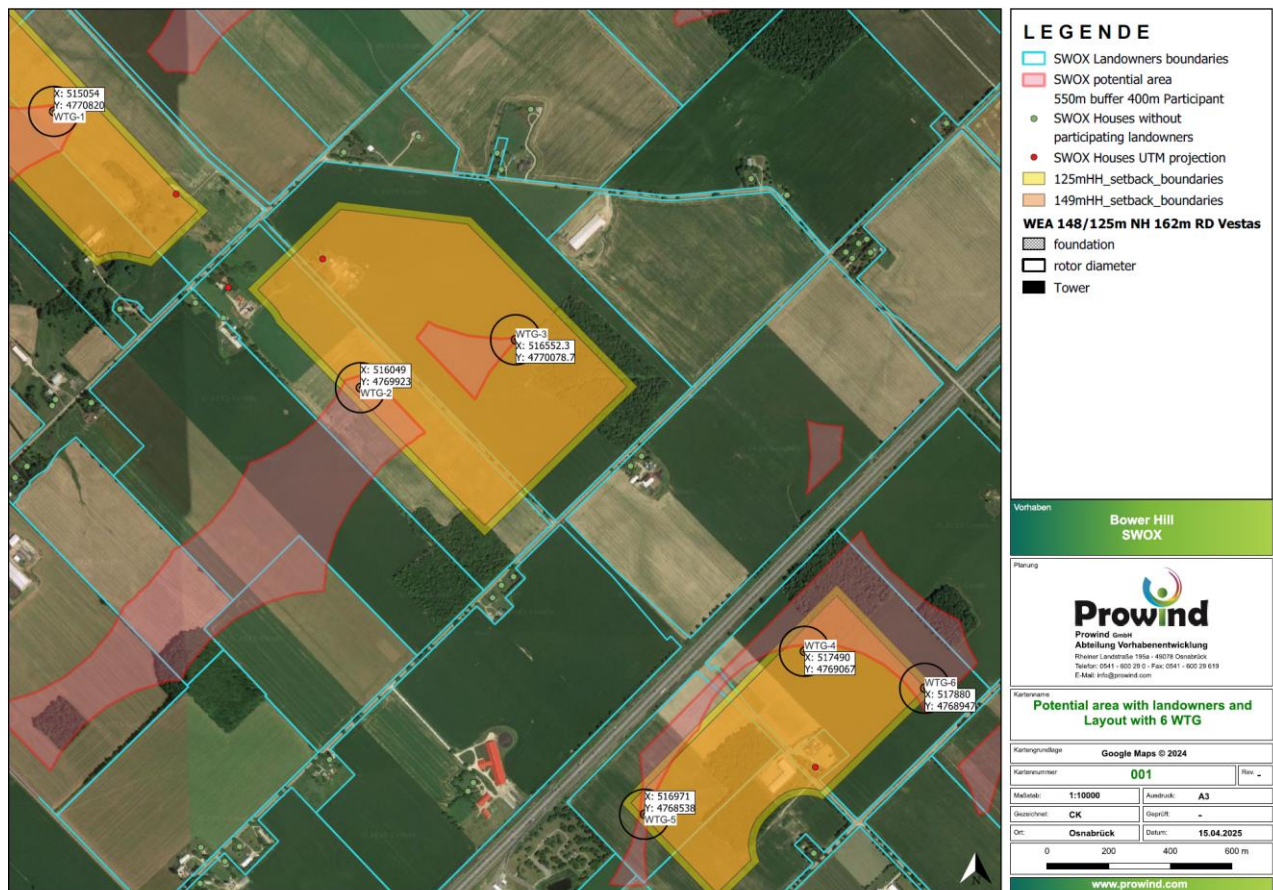 X: 515054
Y: 4770820
WTG-1
WTG-3
X: 516552.3
Y: 4770078.7
X: 516049
Y: 4769923
WTG-2
WTG-4
X: 517490
Y: 4769067
WTG-6
X: 517880
Y: 4768947
X: 516971
Y: 4768538
WTG-5
N
LEGENDE
SWOX Landowners boundaries
SWOX potential area
550m buffer 400m Participant
SWOX Houses without
participating landowners
SWOX Houses UTM projection
125mHH_setback_boundaries
149mHH_setback_boundaries
WEA 148/125m NH 162m RD Vestas
foundation
rotor diameter
Tower
Vorhaben
Bower Hill
SWOX
Planung
Prowind
Prowind GmbH
Abteilung Vorhabenentwicklung
Rheiner Landstraße 195a - 49078 Osnabrück
Telefon: 0541 - 600 29 0 - Fax: 0541 - 600 29 619
E-Mail: info@prowind.com
Kartenname
Potential area with landowners and
Layout with 6 WTG
Kartengrundlage Google Maps © 2024
Kartennummer 001 Rev. -
Maßstab: 1:10000 Ausdruck: A3
Gezeichnet: CK Geprüft: -
Ort: Osnabrück Datum: 15.04.2025
0 200 400 600 m
www.prowind.com